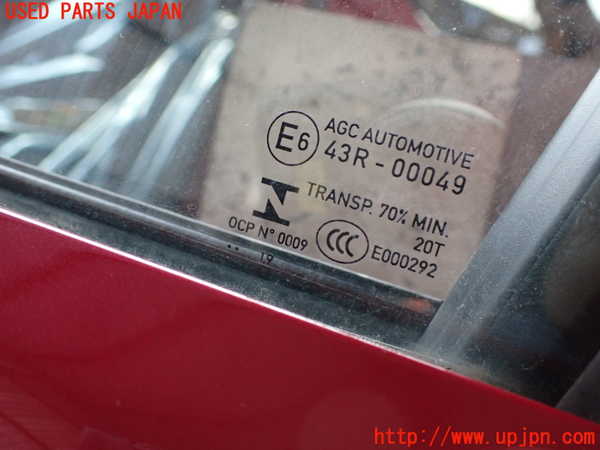 USED PARTS JAPAN
E6
AGC AUTOMOTIVE
43R - 00049
TRANSP. 70% MIN.
20T
OCP N° 0009
CCC
E000292
.. 19
http://www.upjpn.com/